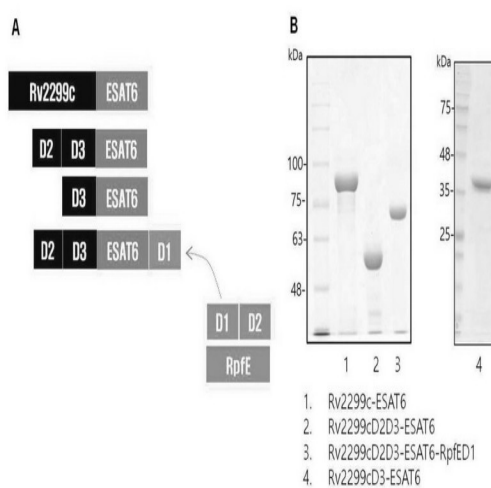 A
Rv2299c ESAT6
D2 D3 ESAT6
D3 ESAT6
D2 D3 ESAT6 D1
D1 D2
RpfE
B
kDa
100-
75-
63-
48-
1 2 3
kDa
75-
48-
35-
25-
4
1. Rv2299c-ESAT6
2. Rv2299cD2D3-ESAT6
3. Rv2299cD2D3-ESAT6-RpfED1
4. Rv2299cD3-ESAT6